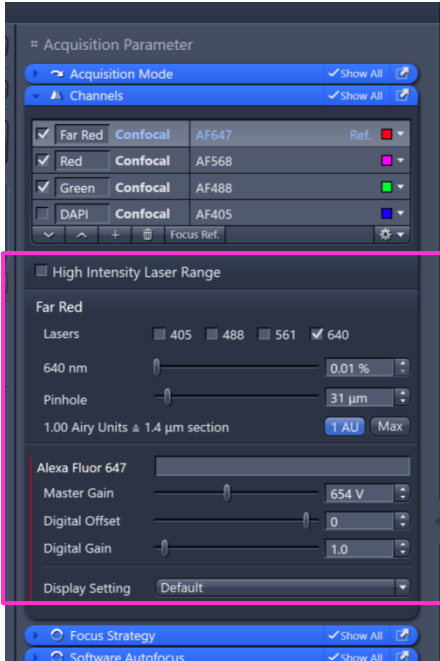 Acquisition Parameter
Acquisition Mode Show All
Channels Show All
Far Red Confocal AF647 Ref.
Red Confocal AF568
Green Confocal AF488
DAPI Confocal AF405
Focus Ref.
High Intensity Laser Range
Far Red
Lasers 405 488 561 640
640 nm 0.01 %
Pinhole 31 µm
1.00 Airy Units ≙ 1.4 µm section 1 AU Max
Alexa Fluor 647
Master Gain 654 V
Digital Offset 0
Digital Gain 1.0
Display Setting Default
Focus Strategy Show All
Software Autofocus Show All